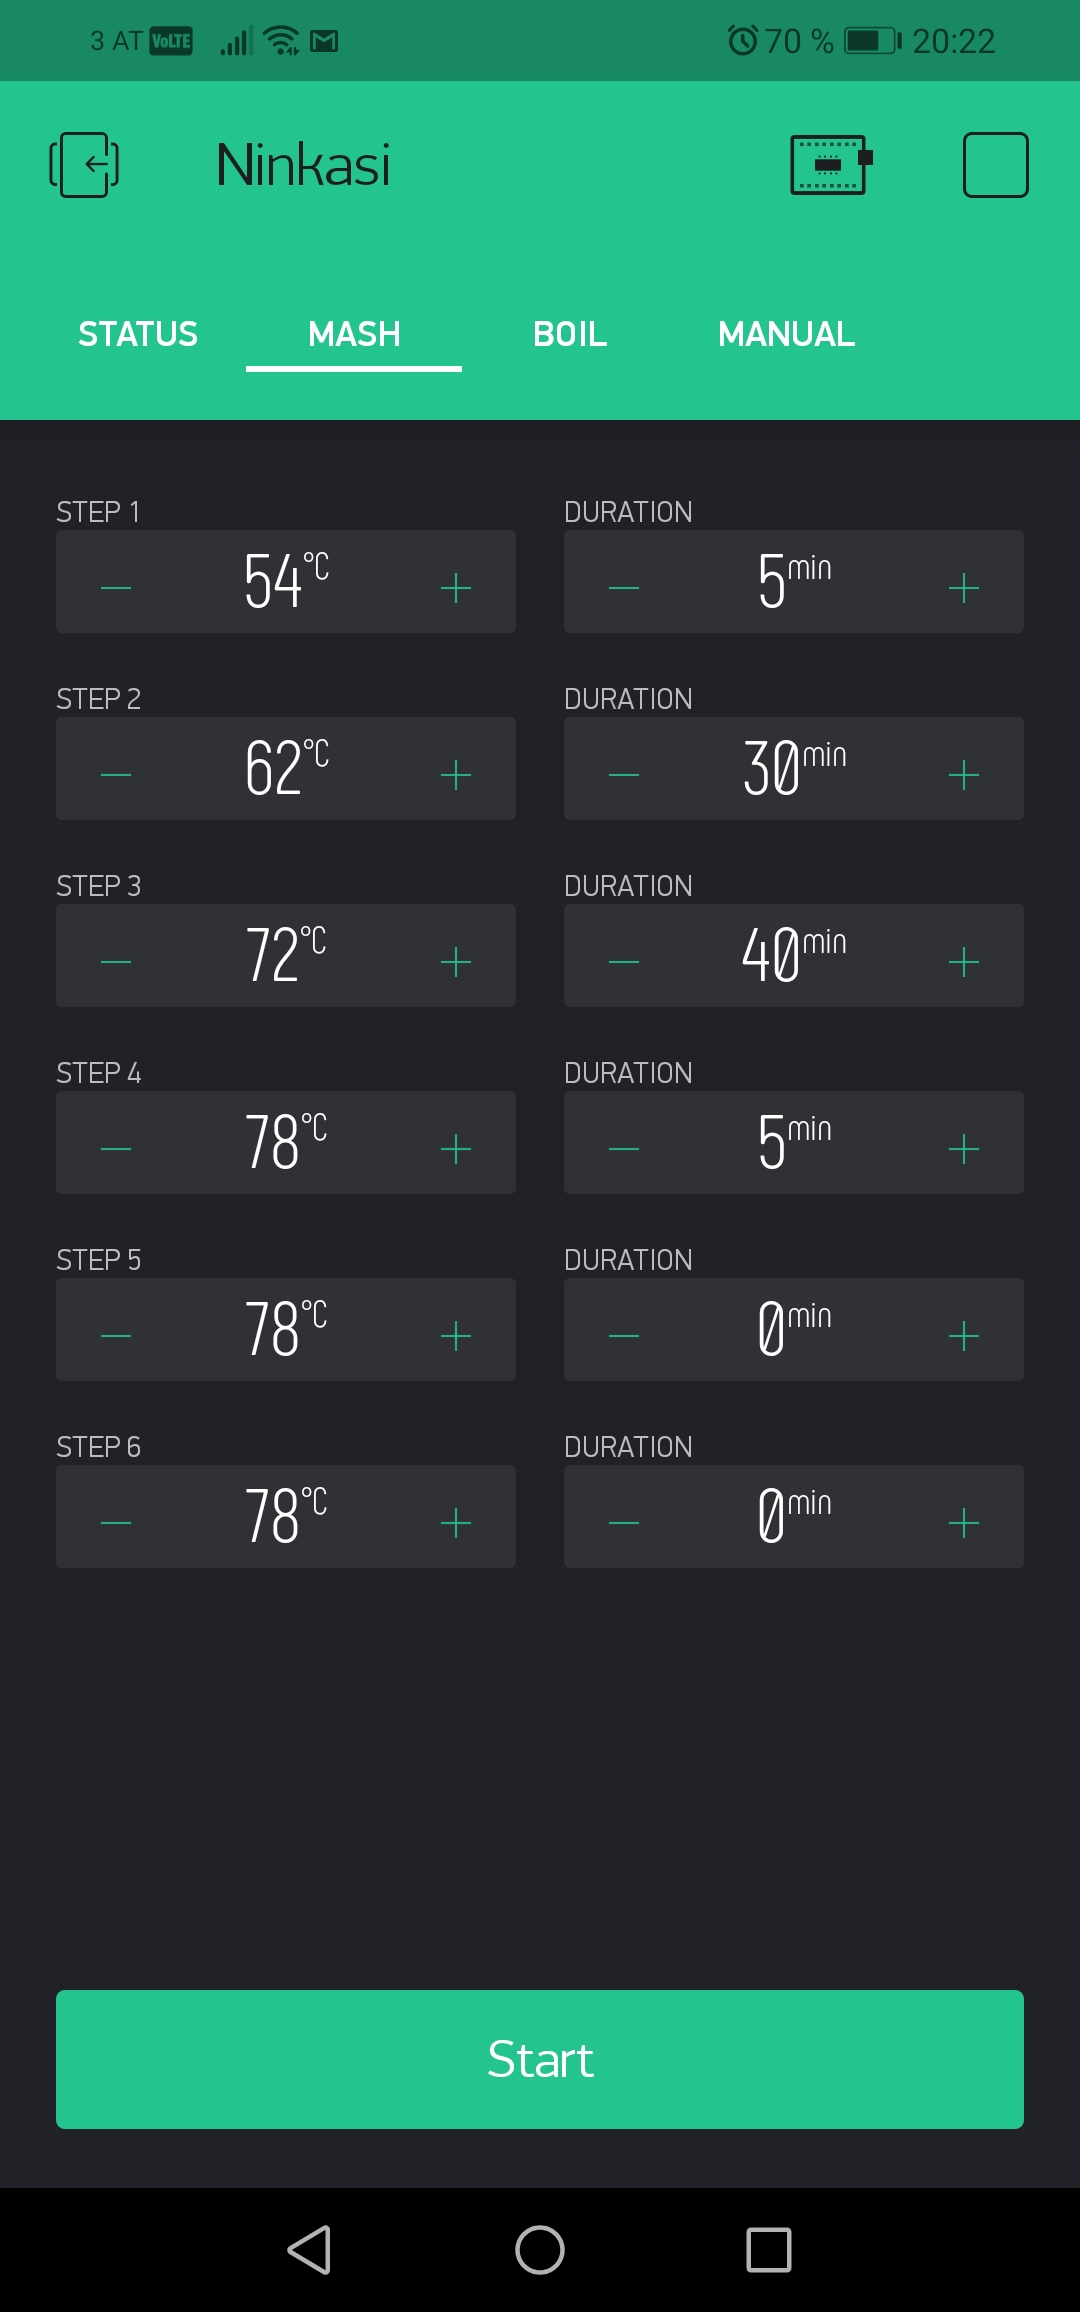 3 AT VoLTE 70 % 20:22
Ninkasi
STATUS MASH BOIL MANUAL
STEP 1 DURATION
54°C 5min
STEP 2 DURATION
62°C 30min
STEP 3 DURATION
72°C 40min
STEP 4 DURATION
78°C 5min
STEP 5 DURATION
78°C 0min
STEP 6 DURATION
78°C 0min
Start